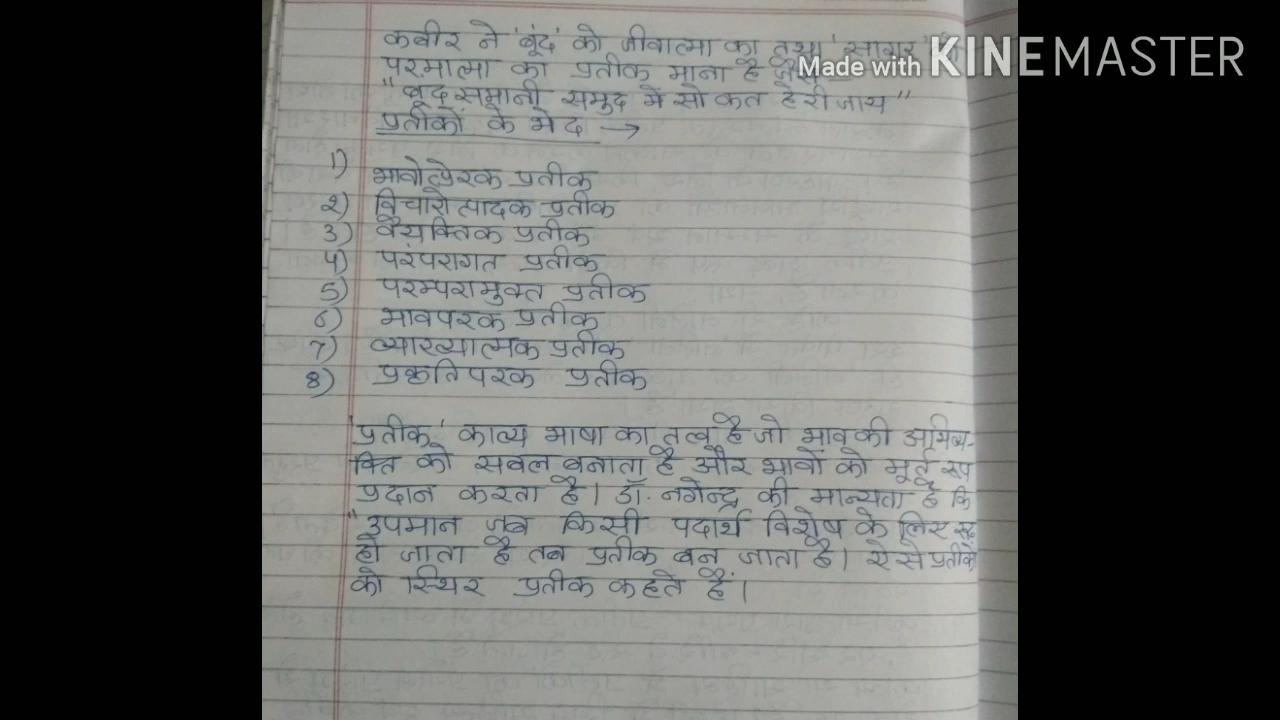 कबीर ने 'बूंद' को जीवात्मा का तथा 'सागर'
Made with KINEMASTER
परमात्मा का प्रतीक माना है जैसे
"बूद समानी समुद में सो कत हेरी जाय"
प्रतीकों के भेद →
1) भावोत्प्रेरक प्रतीक
2) विचारोत्पादक प्रतीक
3) वैयक्तिक प्रतीक
4) परंपरागत प्रतीक
5) परम्परामुक्त प्रतीक
6) भावपरक प्रतीक
7) व्याख्यात्मक प्रतीक
8) प्रकृतिपरक प्रतीक
'प्रतीक' काव्य भाषा का तत्व है जो भाव की अभिव्य-
क्ति को सबल बनाता है और भावों को मूर्त रूप
प्रदान करता है। डॉ. नगेन्द्र की मान्यता है कि
"उपमान जब किसी पदार्थ विशेष के लिए रूढ़
हो जाता है तब प्रतीक बन जाता है। ऐसे प्रतीकों
को स्थिर प्रतीक कहते हैं।